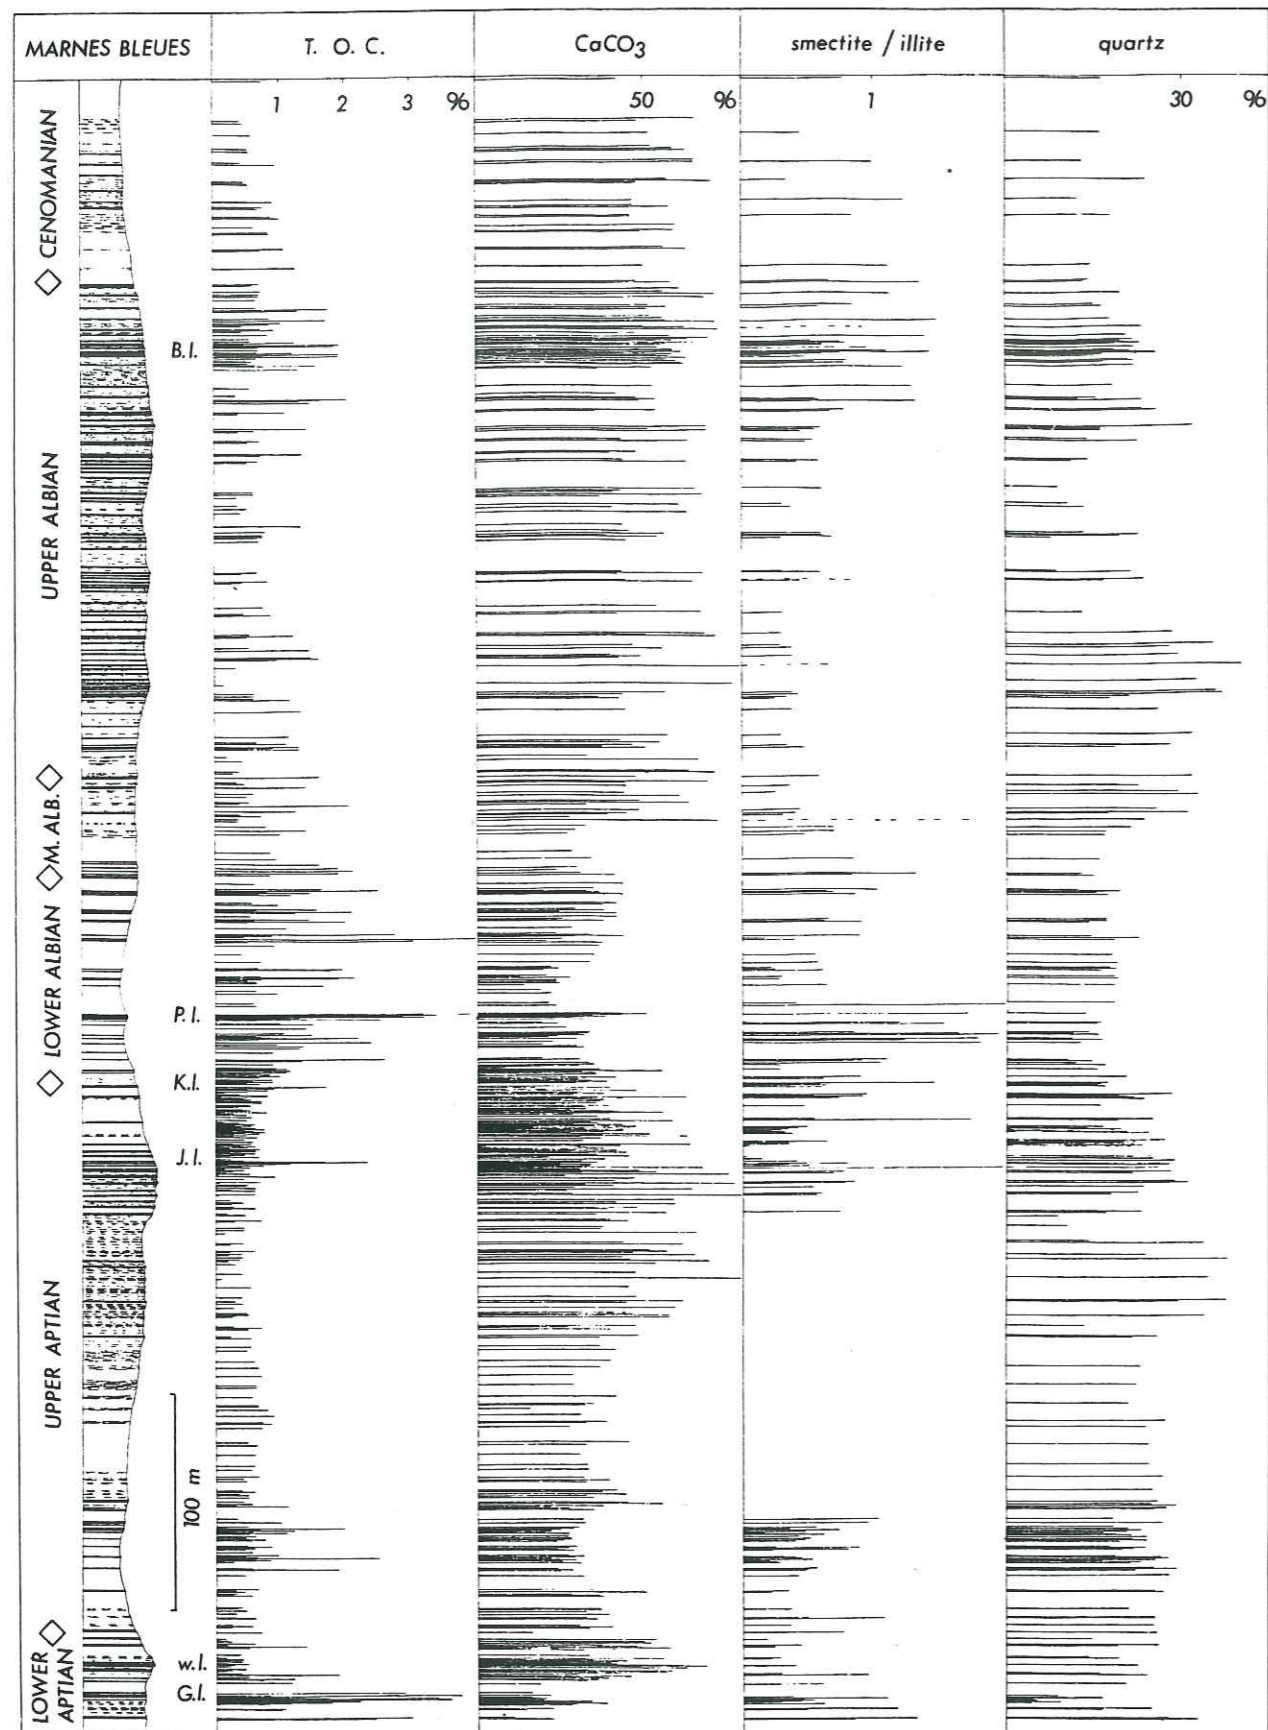 MARNES BLEUES T. O. C. CaCO3 smectite / illite quartz
1 2 3 % 50 % 1 30 %
CENOMANIAN
B.l.
UPPER ALBIAN
M. ALB.
LOWER ALBIAN
P.l.
K.l.
J.l.
UPPER APTIAN
100 m
LOWER
APTIAN
w.l.
G.l.